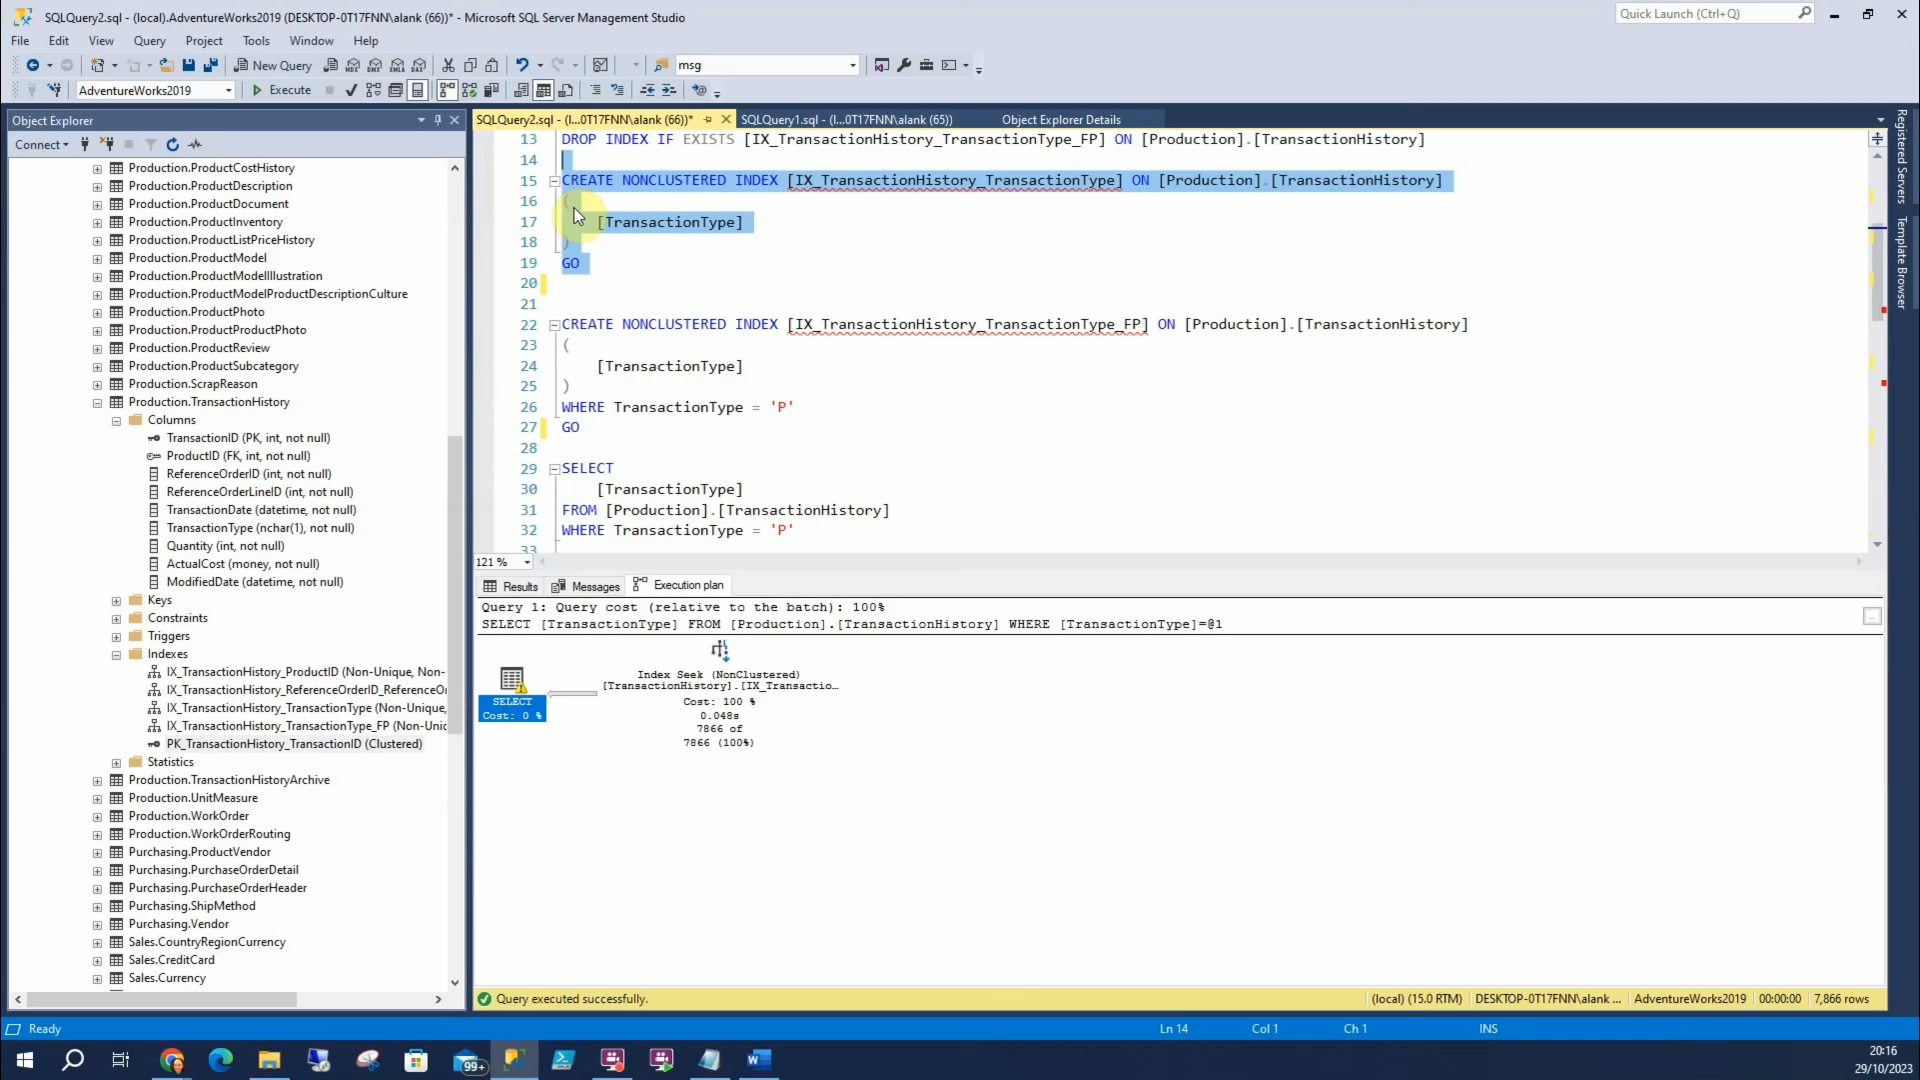 SQLQuery2.sql - (local).AdventureWorks2019 (DESKTOP-0T17FNN\alank (66))* - Microsoft SQL Server Management Studio
Quick Launch (Ctrl+Q)
File Edit View Query Project Tools Window Help
New Query
msg
AdventureWorks2019
Execute
Object Explorer
Connect
Production.ProductCostHistory
Production.ProductDescription
Production.ProductDocument
Production.ProductInventory
Production.ProductListPriceHistory
Production.ProductModel
Production.ProductModelIllustration
Production.ProductModelProductDescriptionCulture
Production.ProductPhoto
Production.ProductProductPhoto
Production.ProductReview
Production.ProductSubcategory
Production.ScrapReason
Production.TransactionHistory
Columns
TransactionID (PK, int, not null)
ProductID (FK, int, not null)
ReferenceOrderID (int, not null)
ReferenceOrderLineID (int, not null)
TransactionDate (datetime, not null)
TransactionType (nchar(1), not null)
Quantity (int, not null)
ActualCost (money, not null)
ModifiedDate (datetime, not null)
Keys
Constraints
Triggers
Indexes
IX_TransactionHistory_ProductID (Non-Unique, Non-
IX_TransactionHistory_ReferenceOrderID_ReferenceOr
IX_TransactionHistory_TransactionType (Non-Unique,
IX_TransactionHistory_TransactionType_FP (Non-Unic
PK_TransactionHistory_TransactionID (Clustered)
Statistics
Production.TransactionHistoryArchive
Production.UnitMeasure
Production.WorkOrder
Production.WorkOrderRouting
Purchasing.ProductVendor
Purchasing.PurchaseOrderDetail
Purchasing.PurchaseOrderHeader
Purchasing.ShipMethod
Purchasing.Vendor
Sales.CountryRegionCurrency
Sales.CreditCard
Sales.Currency
SQLQuery2.sql - (l...0T17FNN\alank (66))* SQLQuery1.sql - (l...0T17FNN\alank (65)) Object Explorer Details
13 DROP INDEX IF EXISTS [IX_TransactionHistory_TransactionType_FP] ON [Production].[TransactionHistory]
14
15 CREATE NONCLUSTERED INDEX [IX_TransactionHistory_TransactionType] ON [Production].[TransactionHistory]
16 (
17 [TransactionType]
18 )
19 GO
20
21
22 CREATE NONCLUSTERED INDEX [IX_TransactionHistory_TransactionType_FP] ON [Production].[TransactionHistory]
23 (
24 [TransactionType]
25 )
26 WHERE TransactionType = 'P'
27 GO
28
29 SELECT
30 [TransactionType]
31 FROM [Production].[TransactionHistory]
32 WHERE TransactionType = 'P'
33
121 %
Results Messages Execution plan
Query 1: Query cost (relative to the batch): 100%
SELECT [TransactionType] FROM [Production].[TransactionHistory] WHERE [TransactionType]=@1
SELECT
Cost: 0 %
Index Seek (NonClustered)
[TransactionHistory].[IX_Transactio...
Cost: 100 %
0.048s
7866 of
7866 (100%)
Query executed successfully.
(local) (15.0 RTM) DESKTOP-0T17FNN\alank ... AdventureWorks2019 00:00:00 7,866 rows
Ready
Ln 14 Col 1 Ch 1 INS
Registered Servers
Template Browser
99+
20:16
29/10/2023